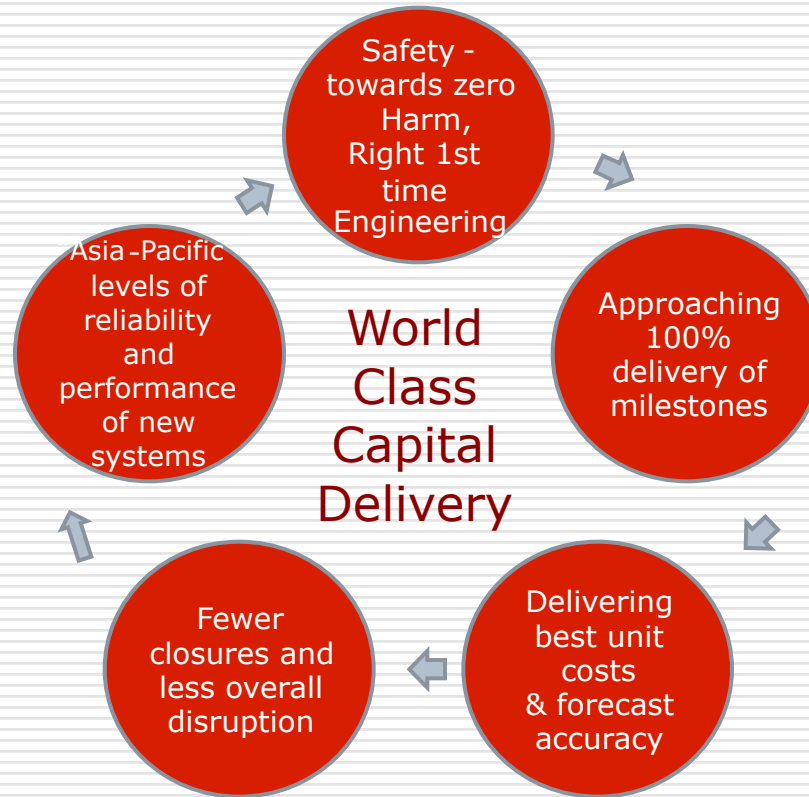 Safety -
towards zero
Harm,
Right 1st
time
Engineering
Approaching
100%
delivery of
milestones
Delivering
best unit
costs
& forecast
accuracy
Fewer
closures and
less overall
disruption
“Asia-Pacific
levels of
reliability
and
performance
of new
systems
World
Class
Capital
Delivery